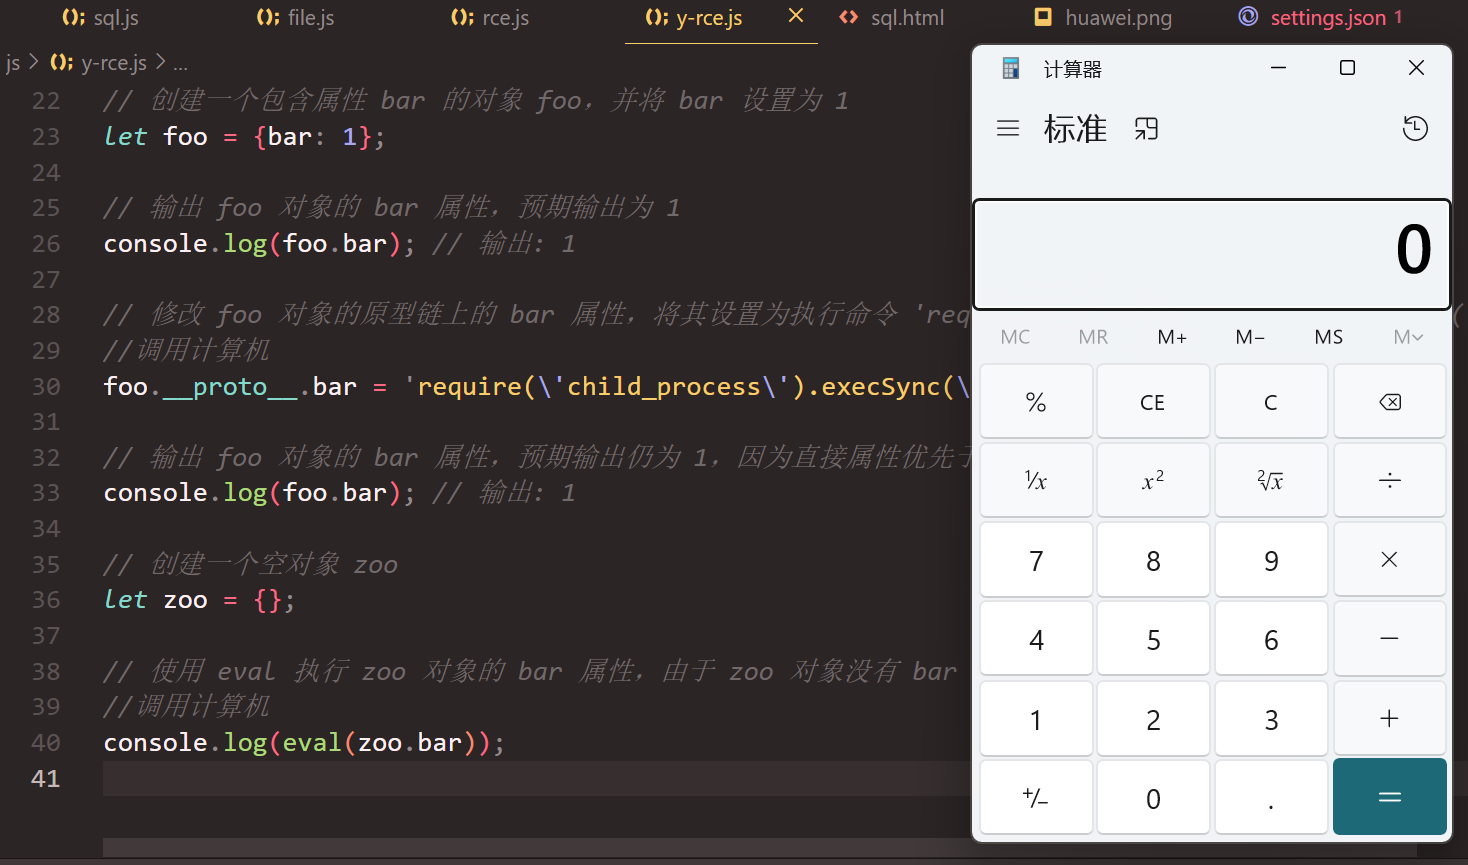 sql.js file.js rce.js y-rce.js sql.html huawei.png settings.json 1
js > y-rce.js > ...
22 // 创建一个包含属性 bar 的对象 foo，并将 bar 设置为 1
23 let foo = {bar: 1};
24
25 // 输出 foo 对象的 bar 属性，预期输出为 1
26 console.log(foo.bar); // 输出: 1
27
28 // 修改 foo 对象的原型链上的 bar 属性，将其设置为执行命令 'req
29 //调用计算机
30 foo.__proto__.bar = 'require(\'child_process\').execSync(\
31
32 // 输出 foo 对象的 bar 属性，预期输出仍为 1，因为直接属性优先于
33 console.log(foo.bar); // 输出: 1
34
35 // 创建一个空对象 zoo
36 let zoo = {};
37
38 // 使用 eval 执行 zoo 对象的 bar 属性，由于 zoo 对象没有 bar
39 //调用计算机
40 console.log(eval(zoo.bar));
41
计算器
标准
0
MC MR M+ M− MS M
% CE C
¹/x x² ²√x ÷
7 8 9 ×
4 5 6 −
1 2 3 +
+/− 0 . =